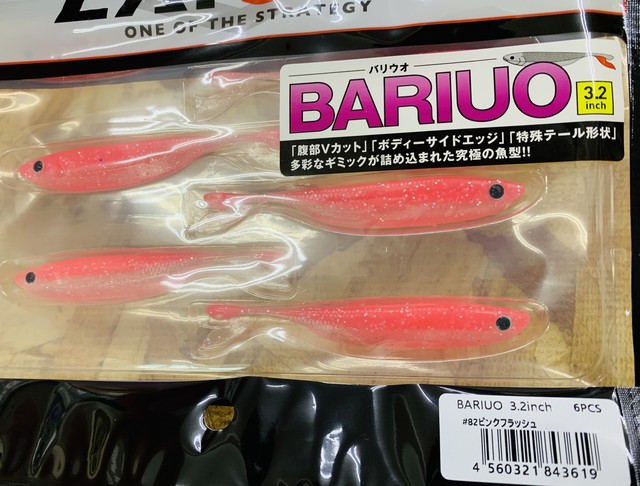 ONE OF THE STRATEGY
バリウオ
BARIUO
3.2
inch
「腹部Vカット」「ボディーサイドエッジ」「特殊テール形状」
多彩なギミックが詰め込まれた究極の魚型!!
BARIUO 3.2inch 6PCS
#82ピンクフラッシュ
4 560321 843619